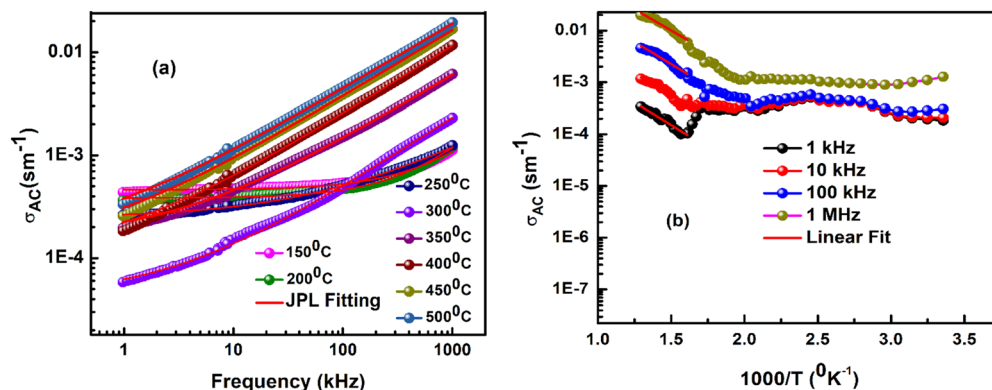 (a)
0.01
1E-3
1E-4
σAC(sm⁻¹)
1
10
100
1000
Frequency (kHz)
150⁰C
200⁰C
JPL Fitting
250⁰C
300⁰C
350⁰C
400⁰C
450⁰C
500⁰C
(b)
0.01
1E-3
1E-4
1E-5
1E-6
1E-7
σAC (sm⁻¹)
1.0
1.5
2.0
2.5
3.0
3.5
1000/T (⁰K⁻¹)
1 kHz
10 kHz
100 kHz
1 MHz
Linear Fit